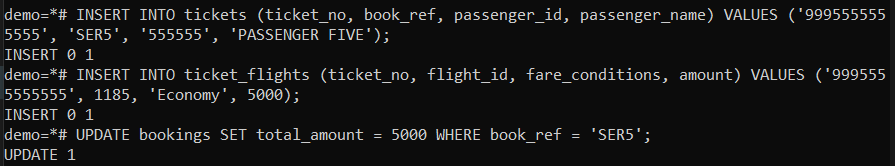 demo=*# INSERT INTO tickets (ticket_no, book_ref, passenger_id, passenger_name) VALUES ('999555555
5555', 'SER5', '555555', 'PASSENGER FIVE');
INSERT 0 1
demo=*# INSERT INTO ticket_flights (ticket_no, flight_id, fare_conditions, amount) VALUES ('999555
5555555', 1185, 'Economy', 5000);
INSERT 0 1
demo=*# UPDATE bookings SET total_amount = 5000 WHERE book_ref = 'SER5';
UPDATE 1